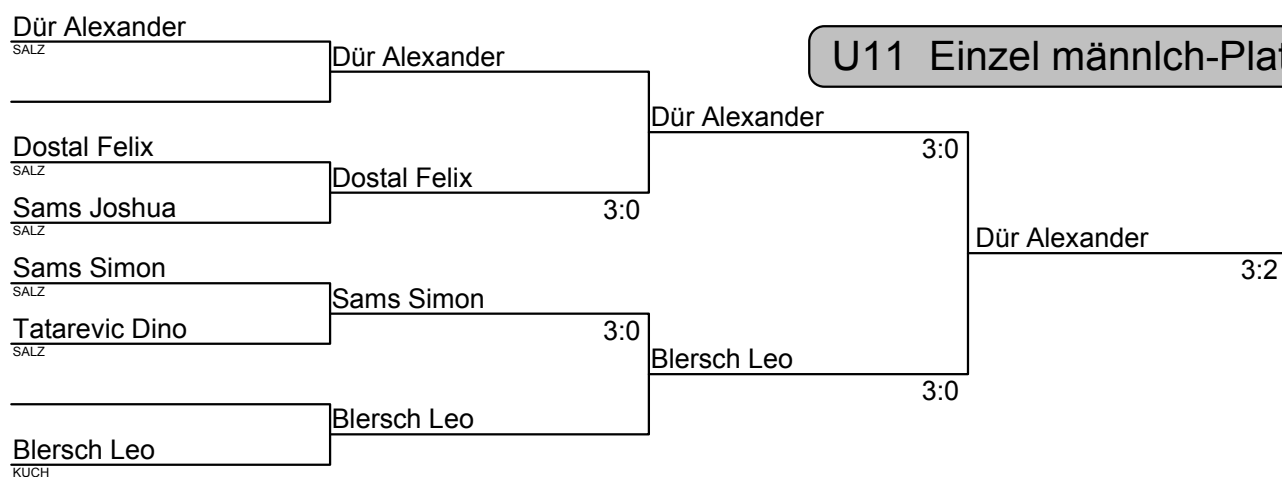 U11 Einzel männlch-Plat
Dür Alexander
SALZ
Dostal Felix
SALZ
Sams Joshua
SALZ
Sams Simon
SALZ
Tatarevic Dino
SALZ
Blersch Leo
KUCH
Dür Alexander
Dostal Felix
3:0
Sams Simon
3:0
Blersch Leo
Dür Alexander
3:0
Blersch Leo
3:0
Dür Alexander
3:2